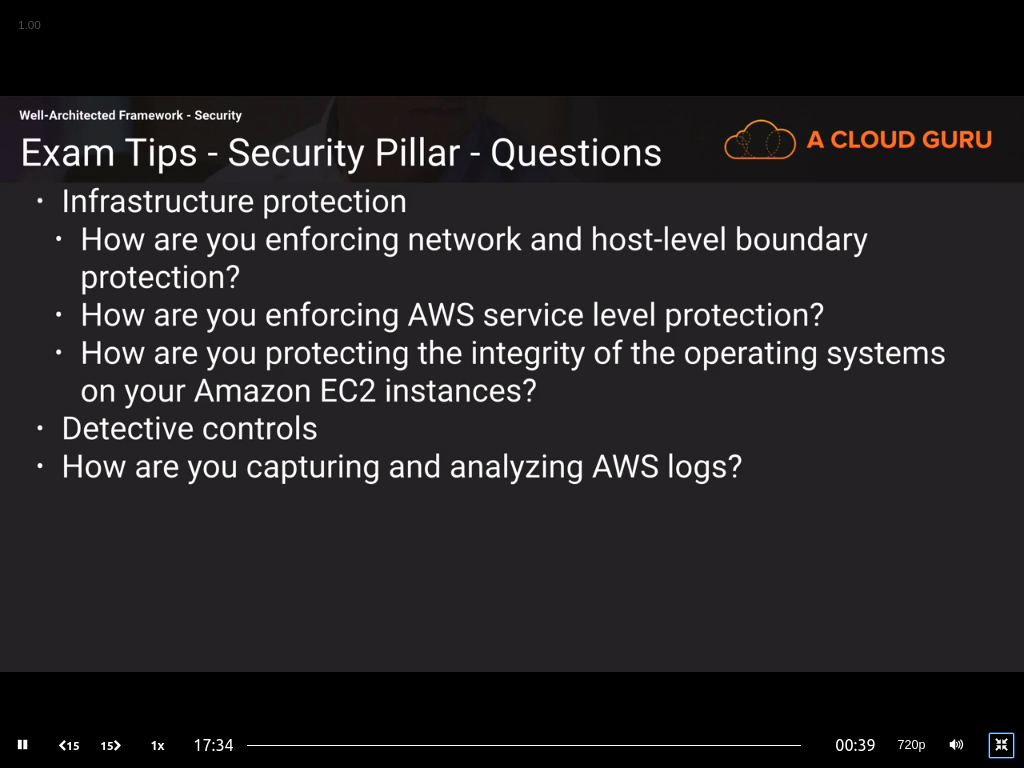 1.00
Well-Architected Framework - Security
Exam Tips - Security Pillar - Questions
A CLOUD GURU
• Infrastructure protection
• How are you enforcing network and host-level boundary
protection?
• How are you enforcing AWS service level protection?
• How are you protecting the integrity of the operating systems
on your Amazon EC2 instances?
• Detective controls
• How are you capturing and analyzing AWS logs?
15 15 1x 17:34 00:39 720p